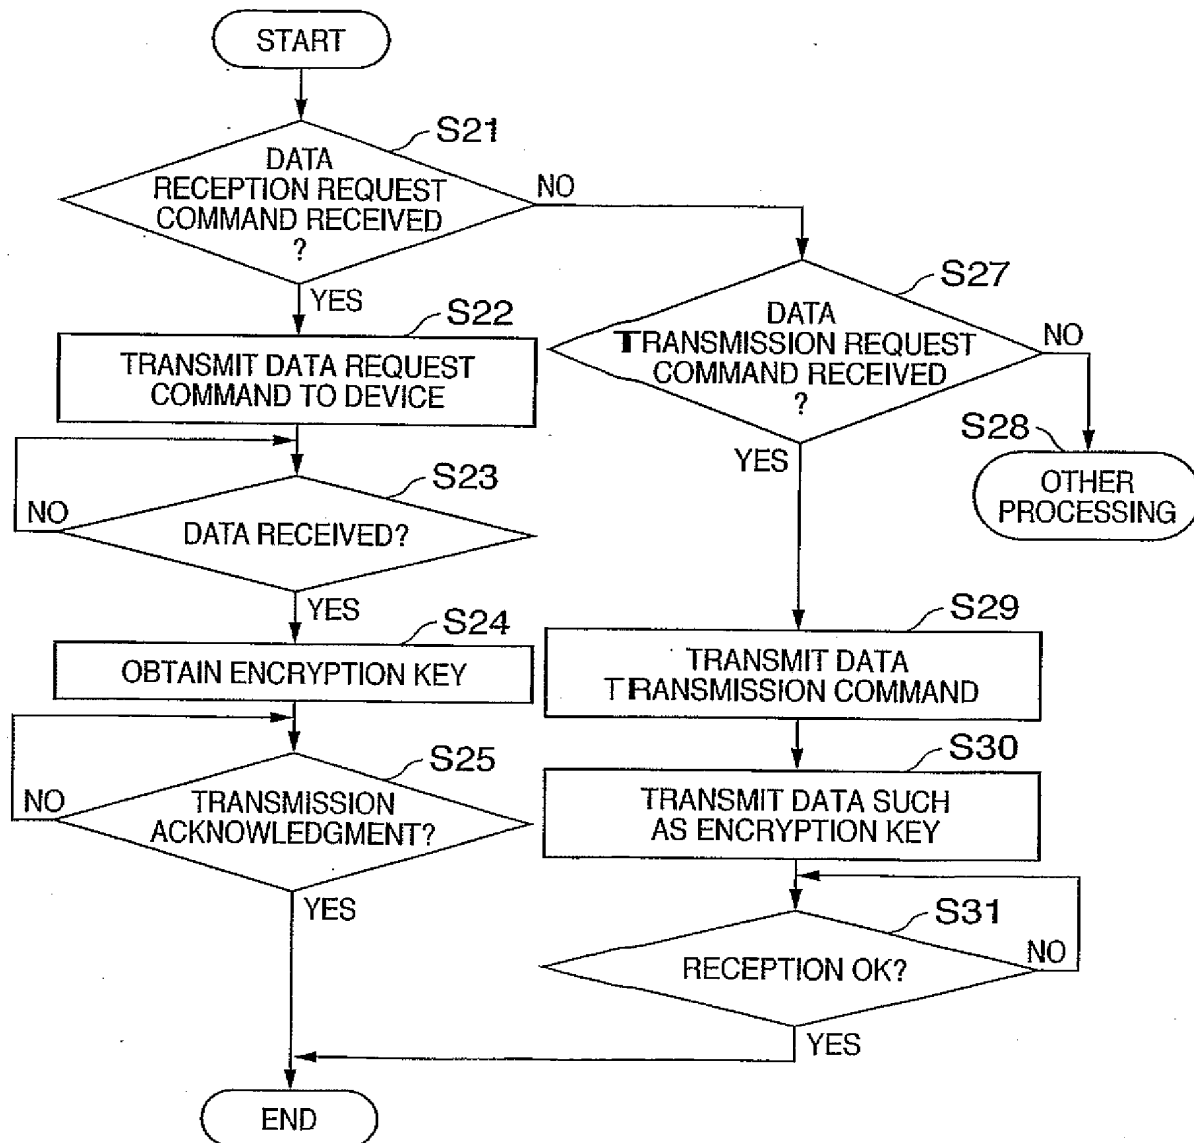 START
S21
DATA
RECEPTION REQUEST
COMMAND RECEIVED
?
NO
YES
S22
TRANSMIT DATA REQUEST
COMMAND TO DEVICE
S23
NO
DATA RECEIVED?
YES
S24
OBTAIN ENCRYPTION KEY
S25
NO
TRANSMISSION
ACKNOWLEDGMENT?
YES
S27
DATA
TRANSMISSION REQUEST
COMMAND RECEIVED
?
NO
YES
S28
OTHER
PROCESSING
S29
TRANSMIT DATA
TRANSMISSION COMMAND
S30
TRANSMIT DATA SUCH
AS ENCRYPTION KEY
S31
NO
RECEPTION OK?
YES
END